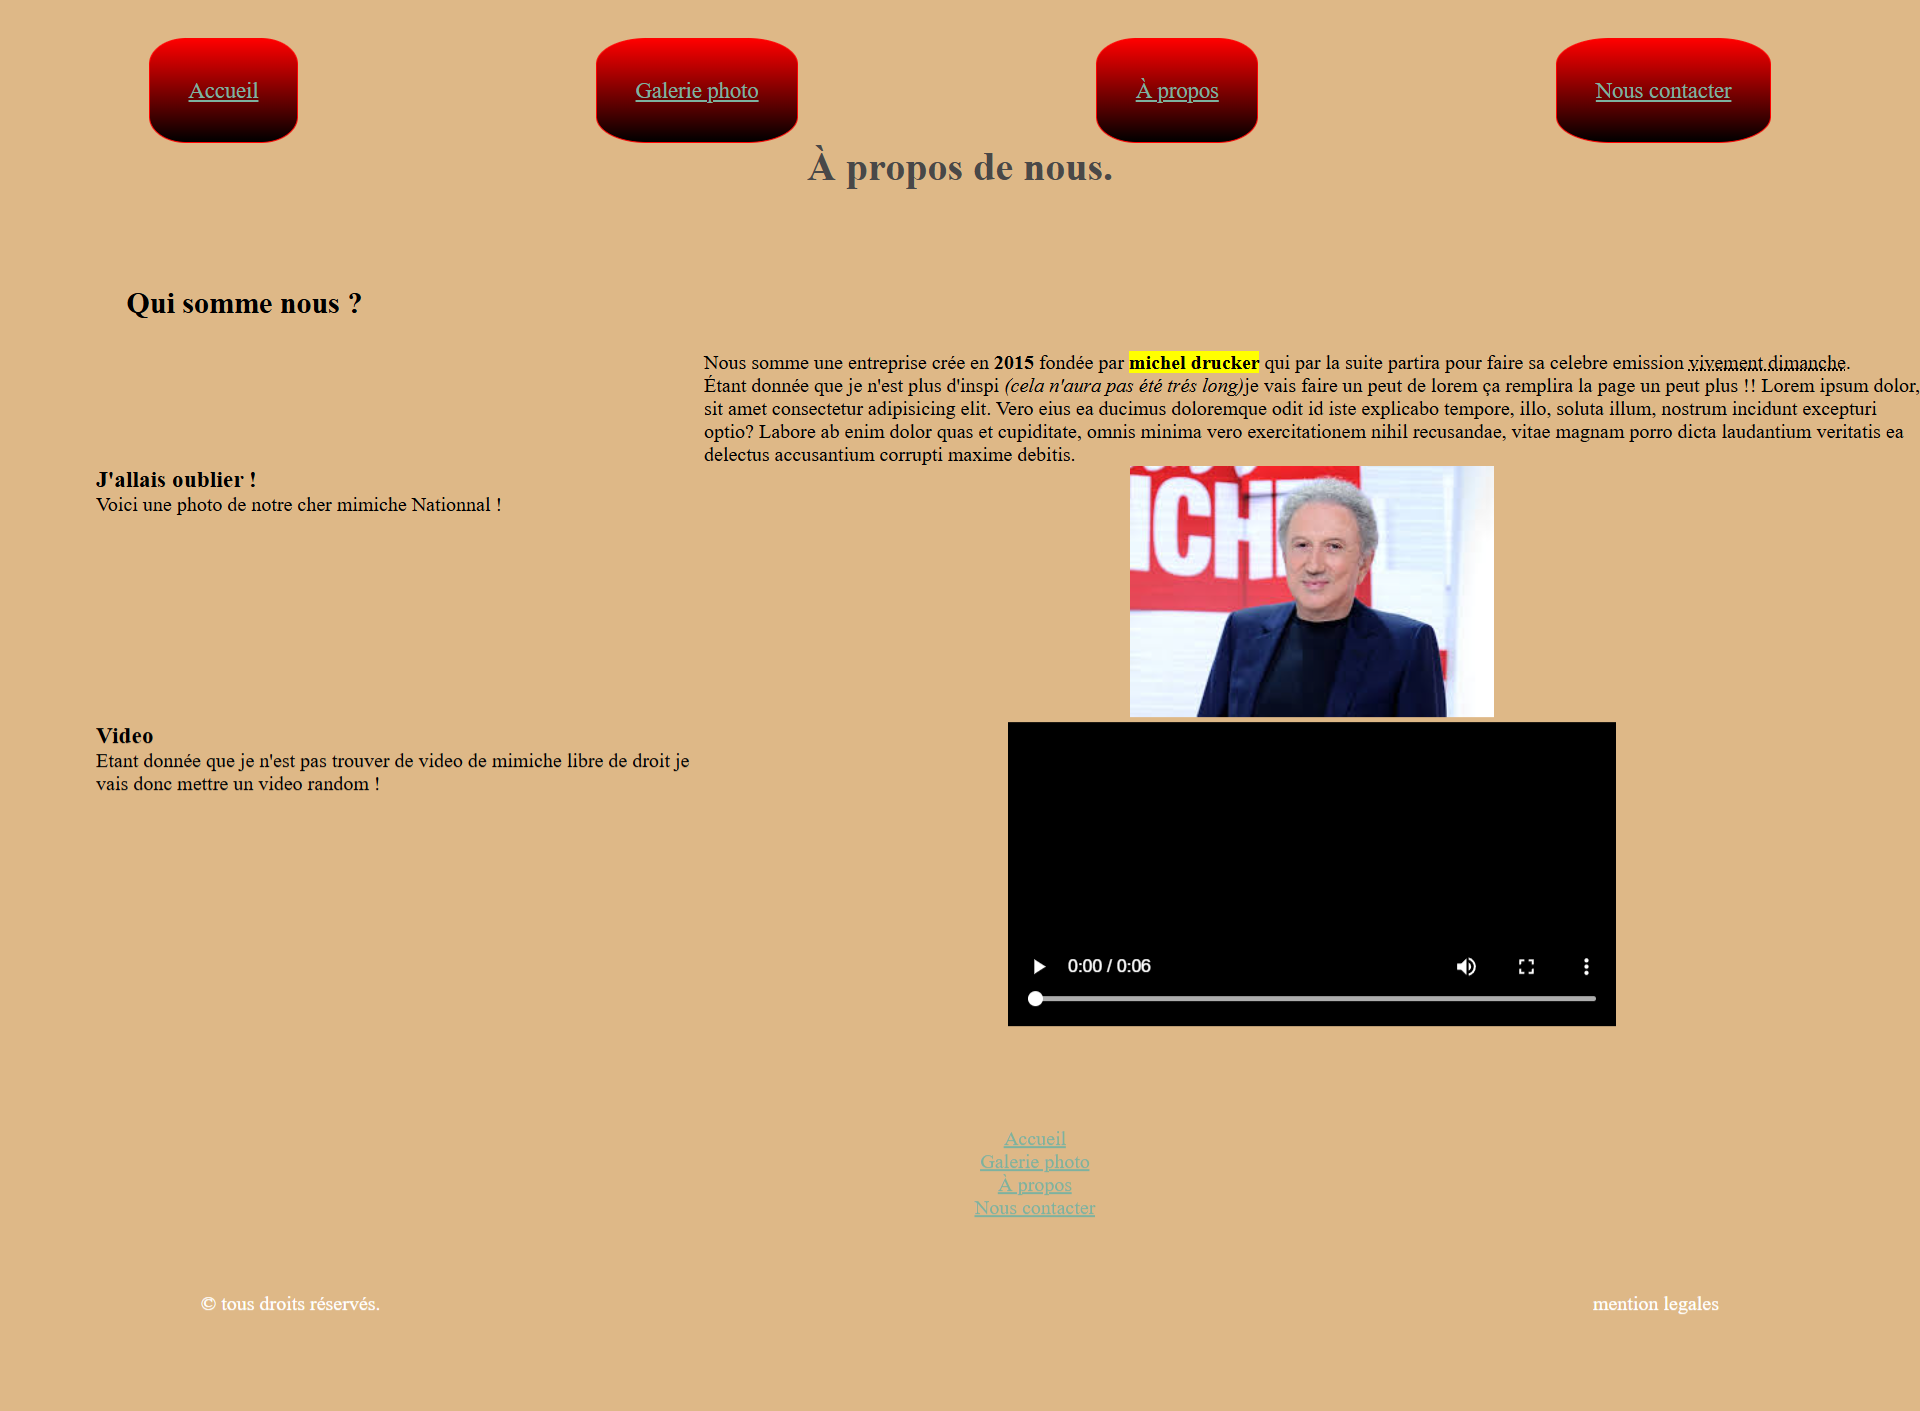 Accueil
Galerie photo
À propos
Nous contacter
À propos de nous.
Qui somme nous ?
Nous somme une entreprise crée en 2015 fondée par michel drucker qui par la suite partira pour faire sa celebre emission vivement dimanche.
Étant donnée que je n'est plus d'inspi (cela n'aura pas été trés long)je vais faire un peut de lorem ça remplira la page un peut plus !! Lorem ipsum dolor,
sit amet consectetur adipisicing elit. Vero eius ea ducimus doloremque odit id iste explicabo tempore, illo, soluta illum, nostrum incidunt excepturi
optio? Labore ab enim dolor quas et cupiditate, omnis minima vero exercitationem nihil recusandae, vitae magnam porro dicta laudantium veritatis ea
delectus accusantium corrupti maxime debitis.
J'allais oublier !
Voici une photo de notre cher mimiche Nationnal !
ICHE
Video
Etant donnée que je n'est pas trouver de video de mimiche libre de droit je
vais donc mettre un video random !
0:00 / 0:06
Accueil
Galerie photo
À propos
Nous contacter
© tous droits réservés.
mention legales